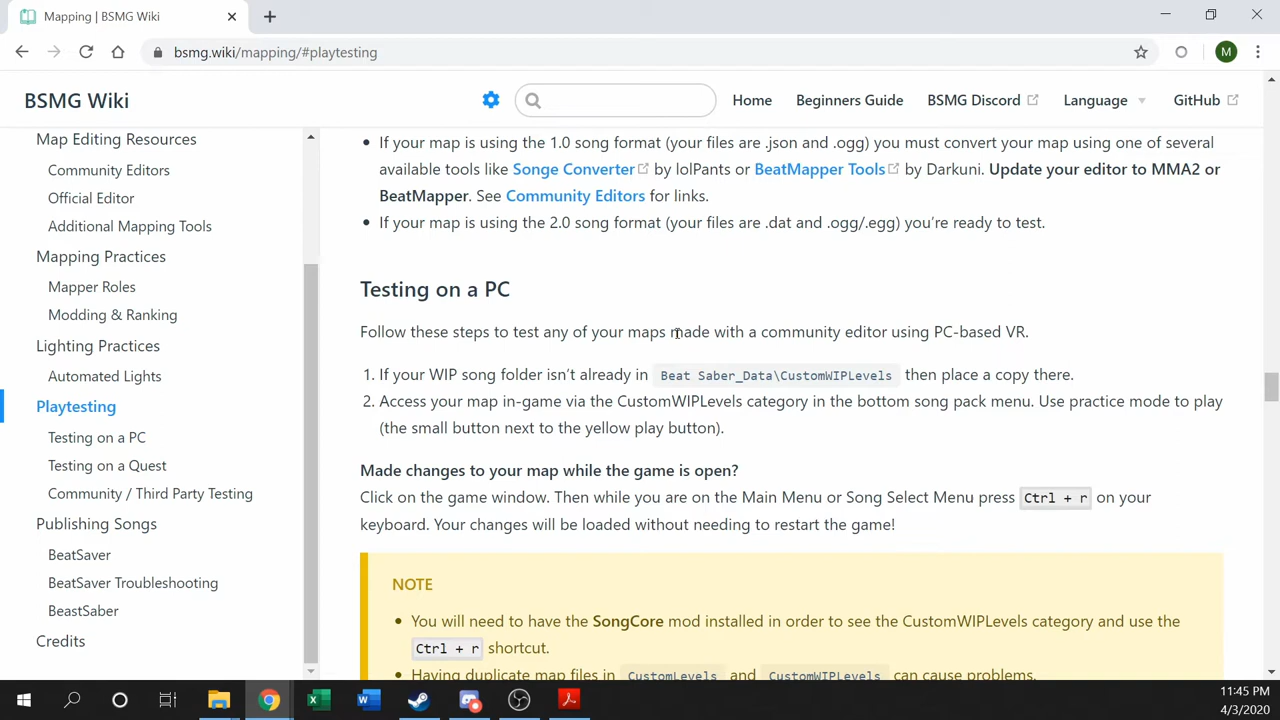 Mapping | BSMG Wiki
bsmg.wiki/mapping/#playtesting
M
BSMG Wiki
Home
Beginners Guide
BSMG Discord
Language
GitHub
Map Editing Resources
Community Editors
Official Editor
Additional Mapping Tools
Mapping Practices
Mapper Roles
Modding & Ranking
Lighting Practices
Automated Lights
Playtesting
Testing on a PC
Testing on a Quest
Community / Third Party Testing
Publishing Songs
BeatSaver
BeatSaver Troubleshooting
BeastSaber
Credits
If your map is using the 1.0 song format (your files are .json and .ogg) you must convert your map using one of several
available tools like Songe Converter by lolPants or BeatMapper Tools by Darkuni. Update your editor to MMA2 or
BeatMapper. See Community Editors for links.
If your map is using the 2.0 song format (your files are .dat and .ogg/.egg) you're ready to test.
Testing on a PC
Follow these steps to test any of your maps made with a community editor using PC-based VR.
1. If your WIP song folder isn't already in Beat Saber_Data\CustomWIPLevels then place a copy there.
2. Access your map in-game via the CustomWIPLevels category in the bottom song pack menu. Use practice mode to play
(the small button next to the yellow play button).
Made changes to your map while the game is open?
Click on the game window. Then while you are on the Main Menu or Song Select Menu press Ctrl + r on your
keyboard. Your changes will be loaded without needing to restart the game!
NOTE
You will need to have the SongCore mod installed in order to see the CustomWIPLevels category and use the
Ctrl + r shortcut.
Having duplicate map files in CustomLevels and CustomWIPLevels can cause problems.
11:45 PM
4/3/2020